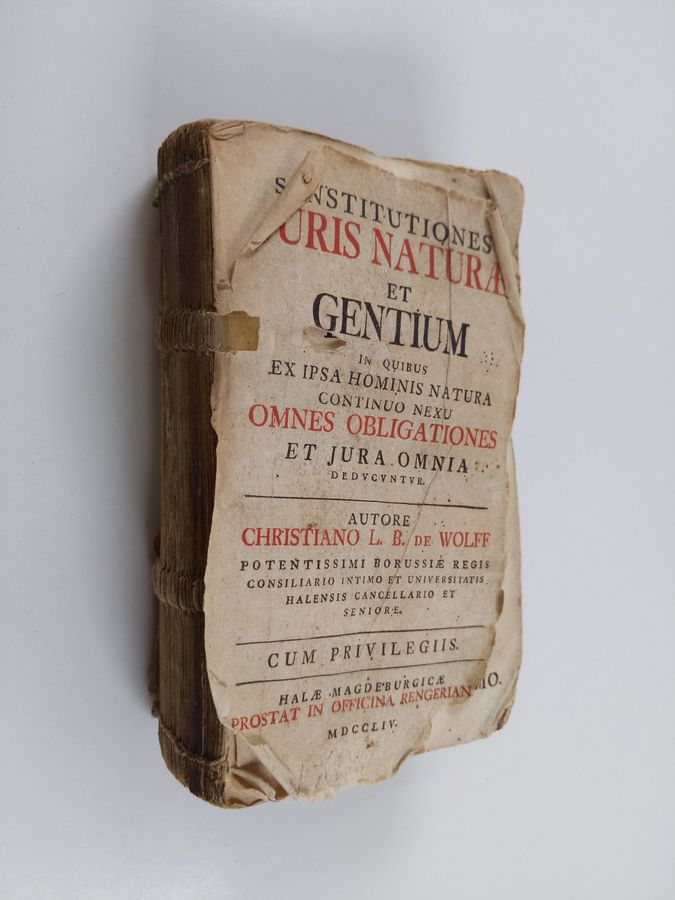 INSTITUTIONES
URIS NATURÆ
ET
GENTIUM
IN QUIBUS
EX IPSA HOMINIS NATURA
CONTINUO NEXU
OMNES OBLIGATIONES
ET JURA OMNIA
DEDVCVNTVR.
AUTORE
CHRISTIANO L. B. DE WOLFF
POTENTISSIMI BORUSSIÆ REGIS
CONSILIARIO INTIMO ET UNIVERSITATIS
HALENSIS CANCELLARIO ET
SENIORE.
CUM PRIVILEGIIS.
HALÆ MAGDEBURGICÆ
PROSTAT IN OFFICINA RENGERIAN
MDCCLIV.